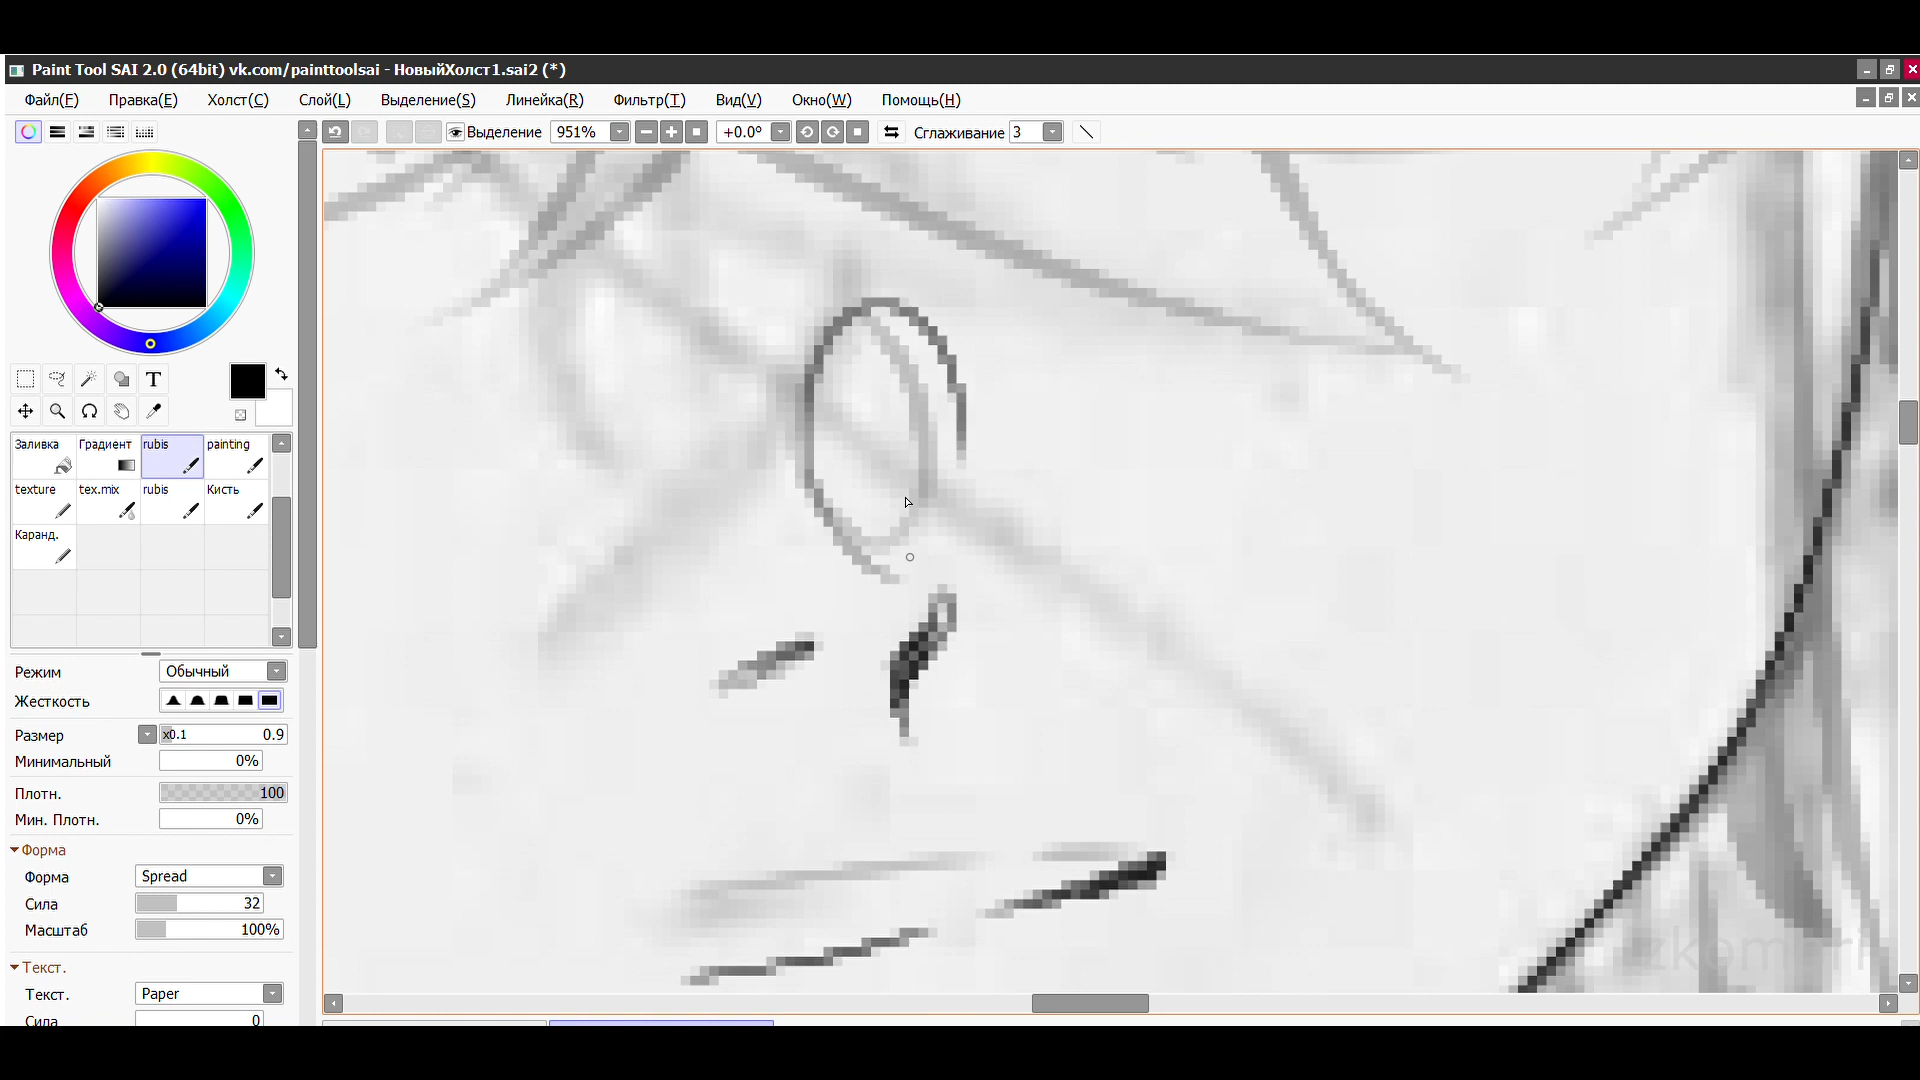 Paint Tool SAI 2.0 (64bit) vk.com/painttoolsai - НовыйХолст1.sai2 (*)
Файл(F) Правка(E) Холст(C) Слой(L) Выделение(S) Линейка(R) Фильтр(T) Вид(V) Окно(W) Помощь(H)
Выделение 951% +0.0° Сглаживание 3
T
Заливка Градиент rubis painting
texture tex.mix rubis Кисть
Каранд.
Режим Обычный
Жесткость
Размер x0.1 0.9
Минимальный 0%
Плотн. 100
Мин. Плотн. 0%
Форма
Форма Spread
Сила 32
Масштаб 100%
Текст.
Текст. Paper
Сила 0